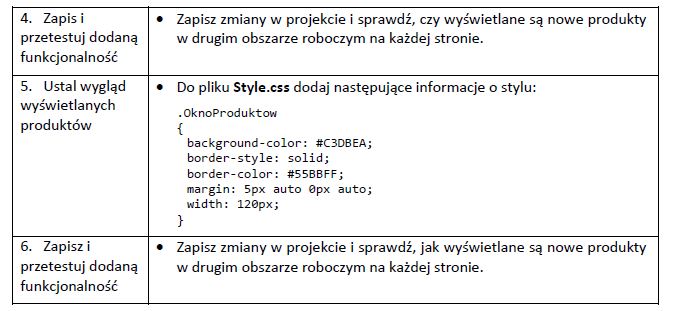 4. Zapis i
przetestuj dodaną
funkcjonalność
• Zapisz zmiany w projekcie i sprawdź, czy wyświetlane są nowe produkty
w drugim obszarze roboczym na każdej stronie.
5. Ustal wygląd
wyświetlanych
produktów
• Do pliku Style.css dodaj następujące informacje o stylu:
.OknoProduktow
{
background-color: #C3DBEA;
border-style: solid;
border-color: #55BBFF;
margin: 5px auto 0px auto;
width: 120px;
}
6. Zapisz i
przetestuj dodaną
funkcjonalność
• Zapisz zmiany w projekcie i sprawdź, jak wyświetlane są nowe produkty
w drugim obszarze roboczym na każdej stronie.